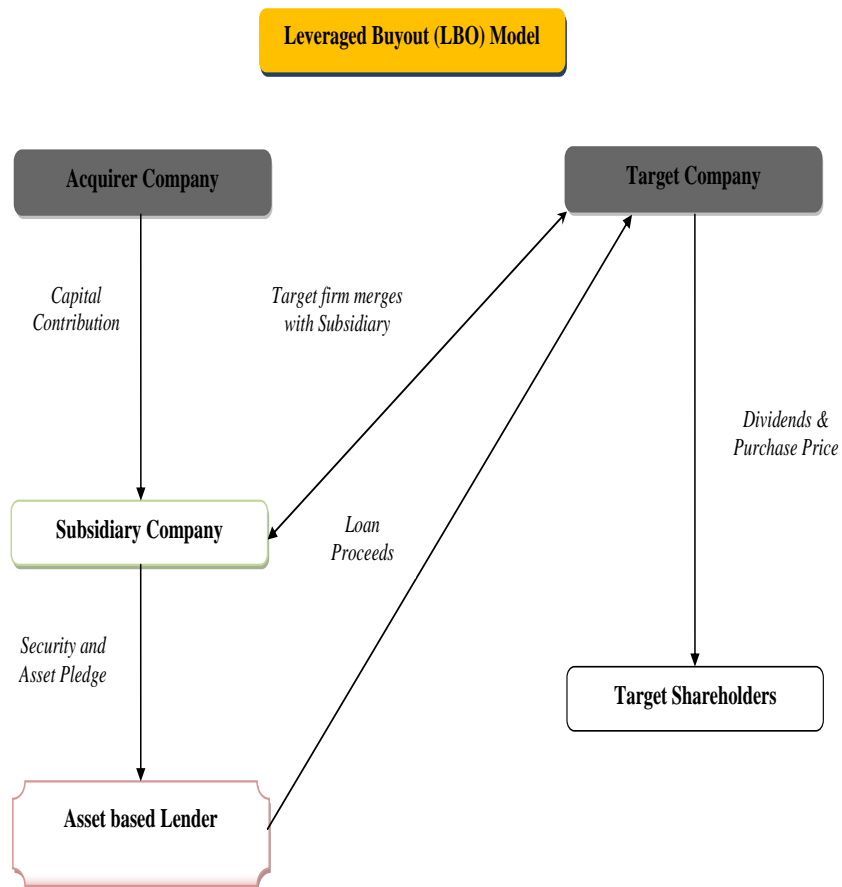 Leveraged Buyout (LBO) Model
Acquirer Company
Target Company
Capital
Contribution
Target firm merges
with Subsidiary
Dividends &
Purchase Price
Subsidiary Company
Loan
Proceeds
Security and
Asset Pledge
Target Shareholders
Asset based Lender